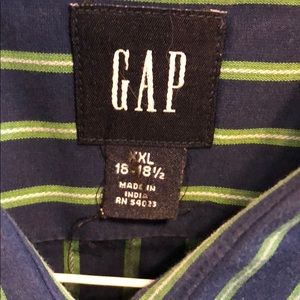 GAP
XXL
18-18½
MADE IN
INDIA
RN 54023